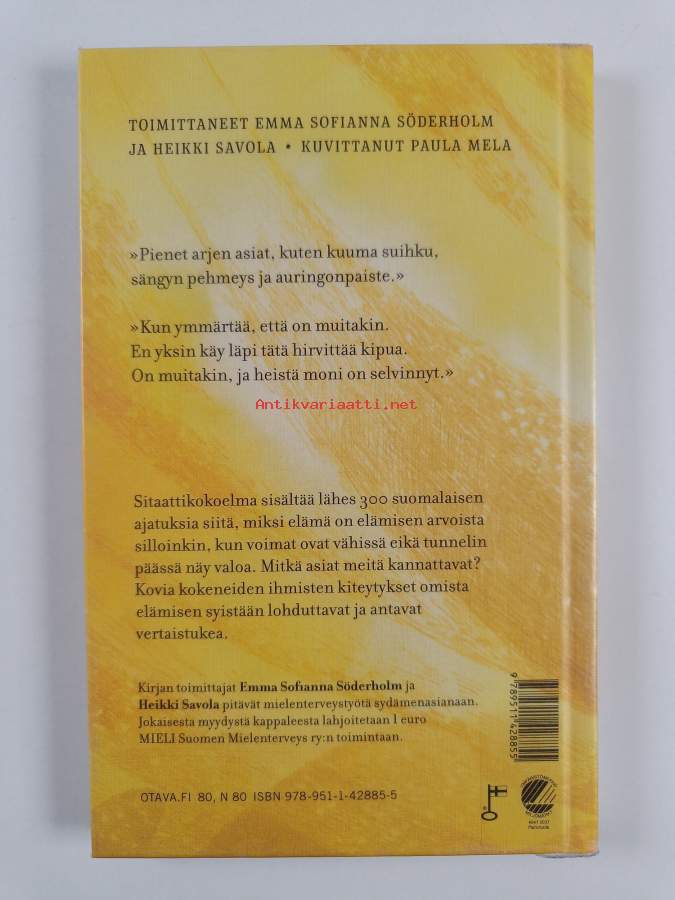 TOIMITTANEET EMMA SOFIANNA SÖDERHOLM
JA HEIKKI SAVOLA • KUVITTANUT PAULA MELA
»Pienet arjen asiat, kuten kuuma suihku,
sängyn pehmeys ja auringonpaiste.»
»Kun ymmärtää, että on muitakin.
En yksin käy läpi tätä hirvittää kipua.
On muitakin, ja heistä moni on selvinnyt.»
Antikvariaatti.net
Sitaattikokoelma sisältää lähes 300 suomalaisen
ajatuksia siitä, miksi elämä on elämisen arvoista
silloinkin, kun voimat ovat vähissä eikä tunnelin
päässä näy valoa. Mitkä asiat meitä kannattavat?
Kovia kokeneiden ihmisten kiteytykset omista
elämisen syistään lohduttavat ja antavat
vertaistukea.
Kirjan toimittajat Emma Sofianna Söderholm ja
Heikki Savola pitävät mielenterveystyötä sydämenasianaan.
Jokaisesta myydystä kappaleesta lahjoitetaan 1 euro
MIELI Suomen Mielenterveys ry:n toimintaan.
9 789511 428855
OTAVA.FI 80, N 80 ISBN 978-951-1-42885-5